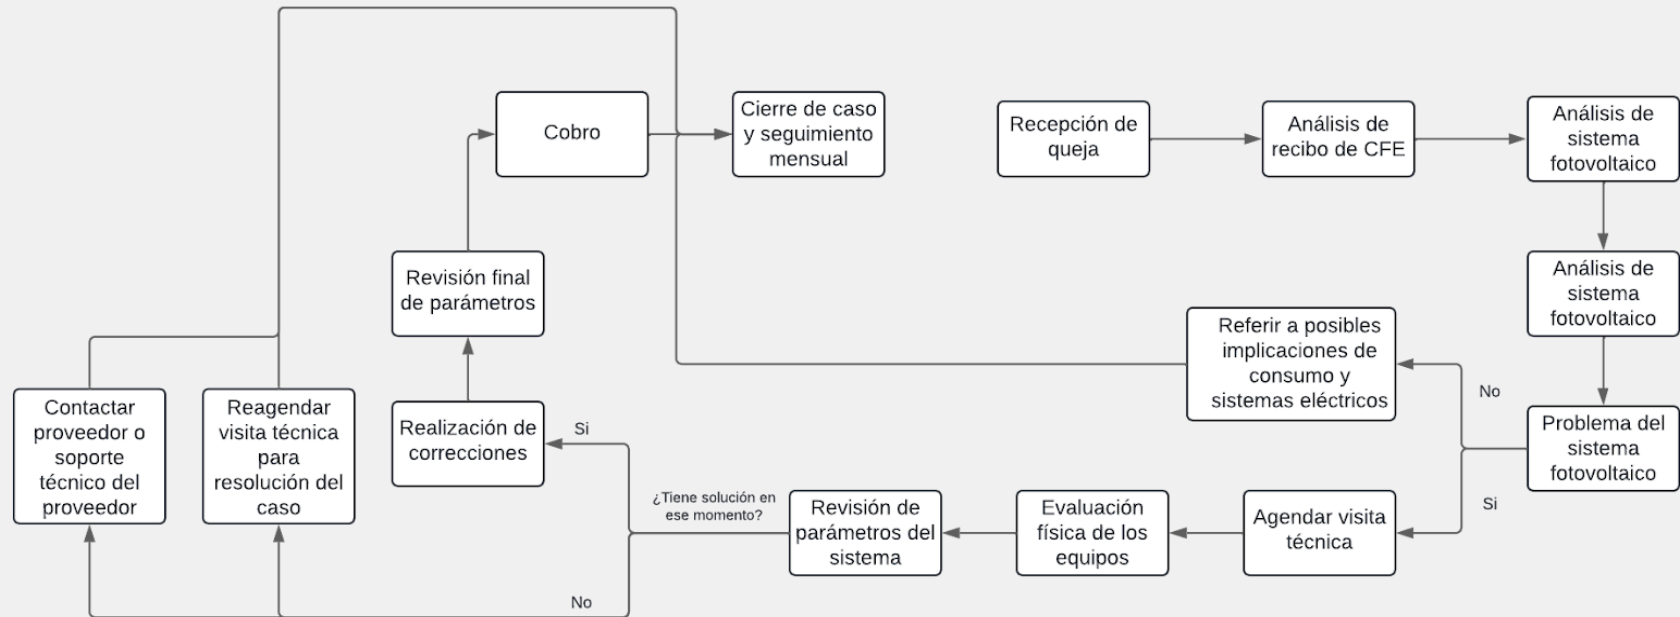 Cobro
Cierre de caso
y seguimiento
mensual
Recepción de
queja
Análisis de
recibo de CFE
Análisis de
sistema
fotovoltaico
Revisión final
de parámetros
Análisis de
sistema
fotovoltaico
Referir a posibles
implicaciones de
consumo y
sistemas eléctricos
No
Contactar
proveedor o
soporte
técnico del
proveedor
Reagendar
visita técnica
para
resolución del
caso
Realización de
correcciones
Si
Problema del
sistema
fotovoltaico
¿Tiene solución en
ese momento?
Revisión de
parámetros del
sistema
Evaluación
física de los
equipos
Agendar visita
técnica
Si
No